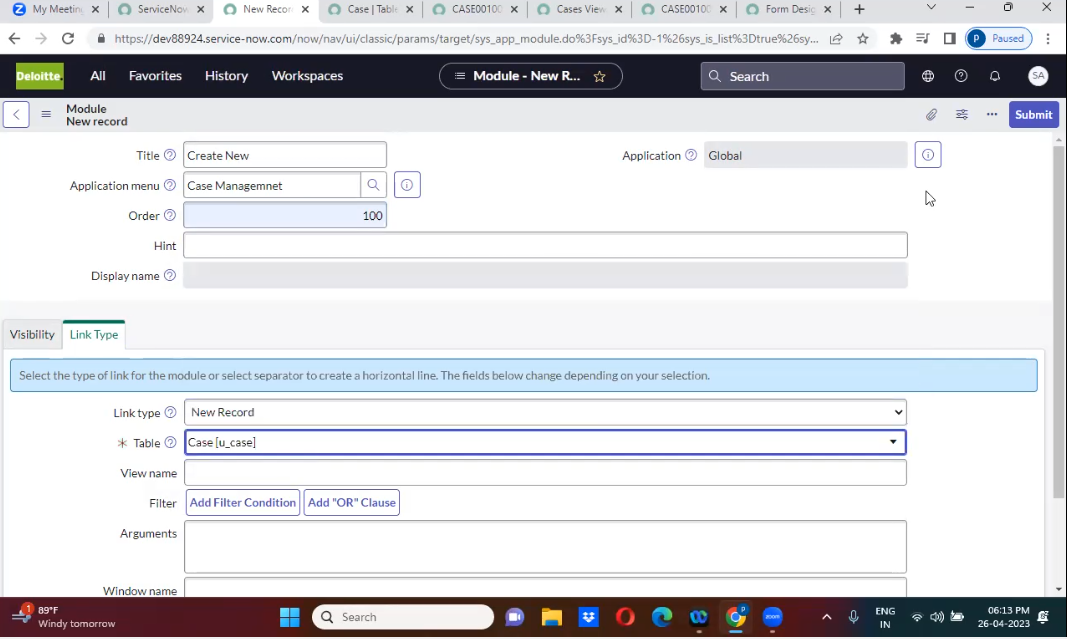 My Meetin
ServiceNow
New Recor
Case | Table
CASE00100
Cases View
CASE00100
Form Desig
https://dev88924.service-now.com/now/nav/ui/classic/params/target/sys_app_module.do%3Fsys_id%3D-1%26sys_is_list%3Dtrue%26sy...
P Paused
Deloitte.
All Favorites History Workspaces
Module - New R...
Search
SA
Module
New record
Submit
Title Create New
Application Global
Application menu Case Managemnet
Order 100
Hint
Display name
Visibility Link Type
Select the type of link for the module or select separator to create a horizontal line. The fields below change depending on your selection.
Link type New Record
Table Case [u_case]
View name
Filter Add Filter Condition Add "OR" Clause
Arguments
Window name
1
89°F
Windy tomorrow
Search
P
zoom
ENG
IN
06:13 PM
26-04-2023